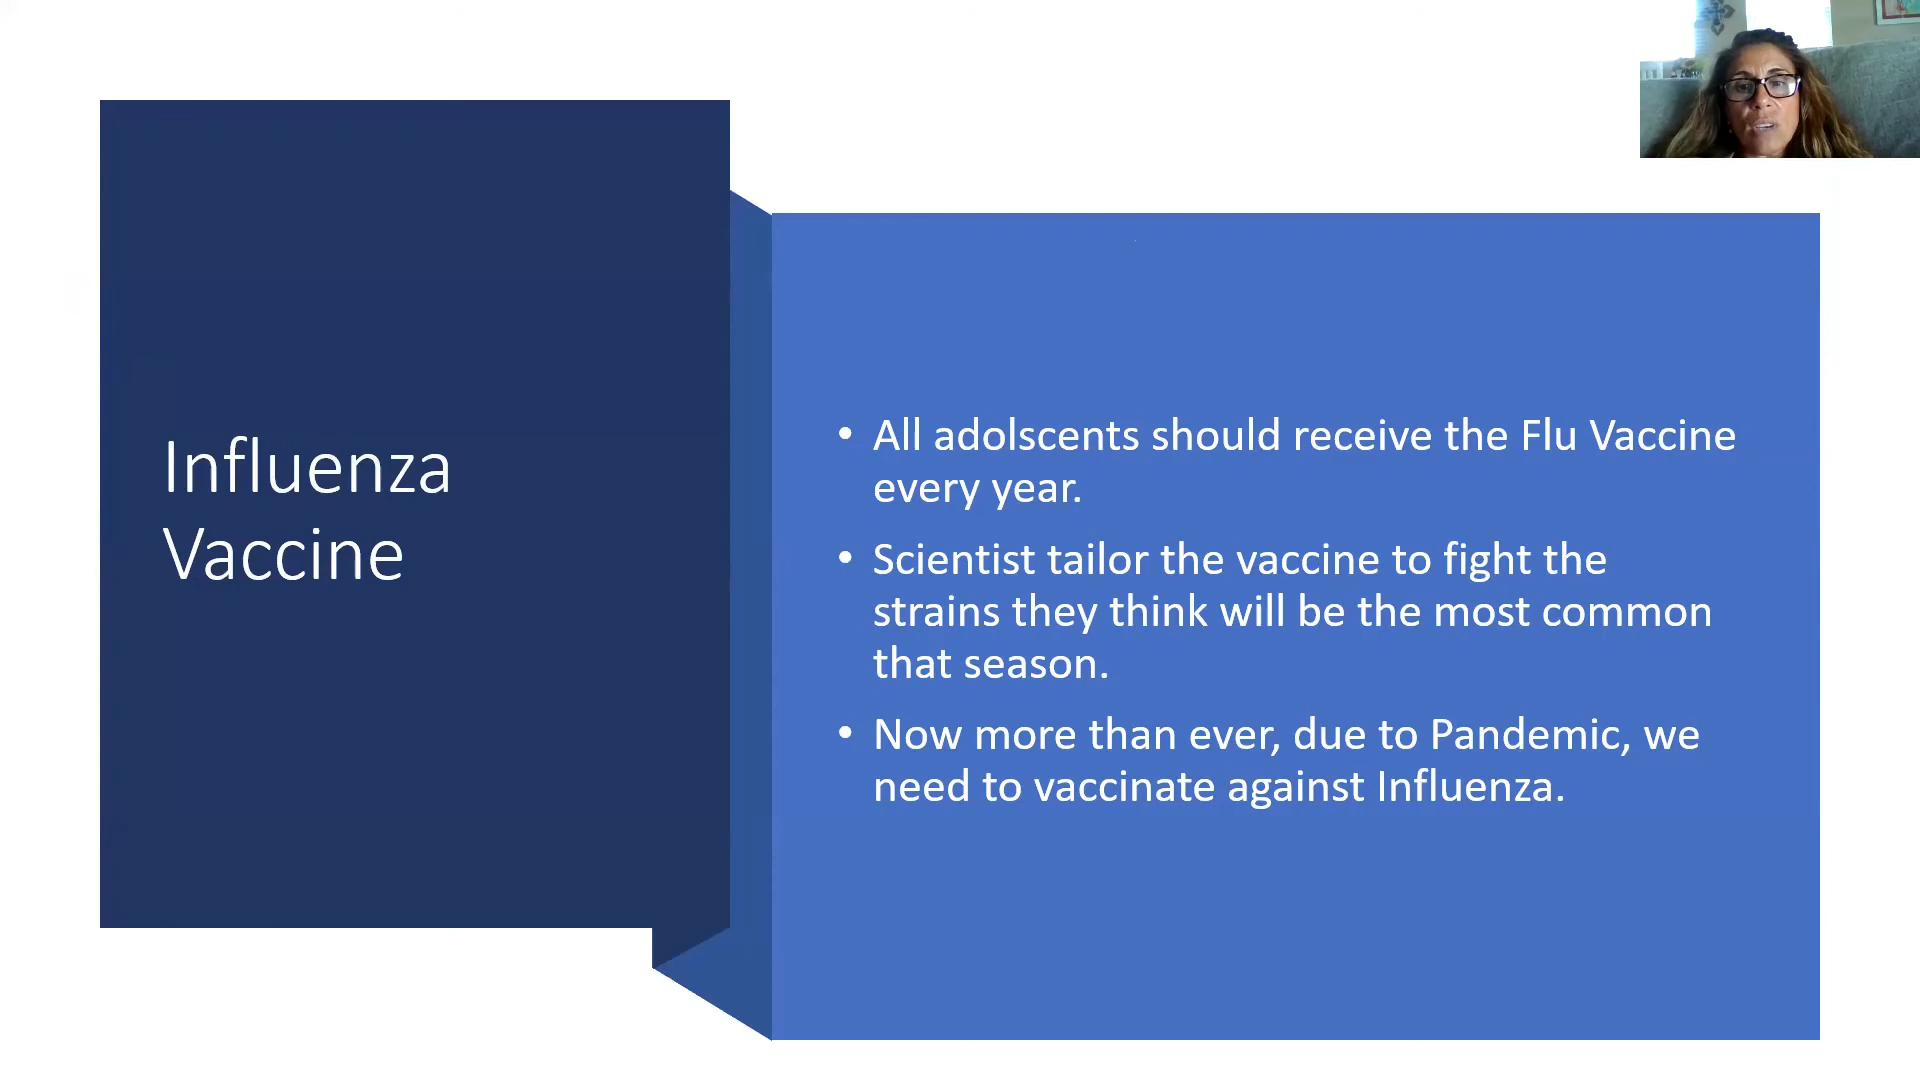 Influenza
Vaccine
• All adolscents should receive the Flu Vaccine
every year.
• Scientist tailor the vaccine to fight the
strains they think will be the most common
that season.
• Now more than ever, due to Pandemic, we
need to vaccinate against Influenza.